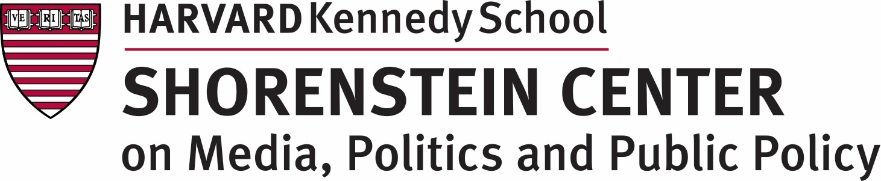 VE RI TAS
HARVARD Kennedy School
SHORENSTEIN CENTER
on Media, Politics and Public Policy